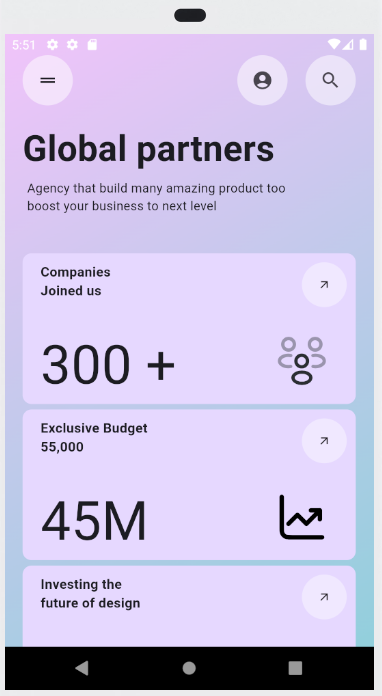 5:51
Global partners
Agency that build many amazing product too
boost your business to next level
Companies
Joined us
300 +
Exclusive Budget
55,000
45M
Investing the
future of design